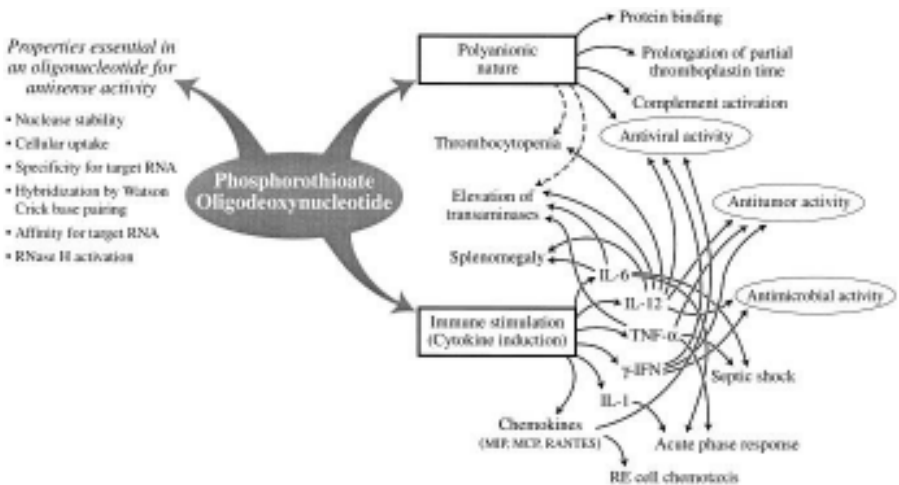 Properties essential in
an oligonucleotide for
antisense activity
• Nuclease stability
• Cellular uptake
• Specificity for target RNA
• Hybridization by Watson
Crick base pairing
• Affinity for target RNA
• RNase H activation
Phosphorothioate
Oligodeoxynucleotide
Polyanionic
nature
Protein binding
Prolongation of partial
thromboplastin time
Complement activation
Antiviral activity
Thrombocytopenia
Elevation of
transaminases
Antitumor activity
Splenomegaly
IL-6
IL-12
Antimicrobial activity
Immune stimulation
(Cytokine induction)
TNF-α
γ-IFN
Septic shock
IL-1
Chemokines
(MIP, MCP, RANTES)
Acute phase response
RE cell chemotaxis